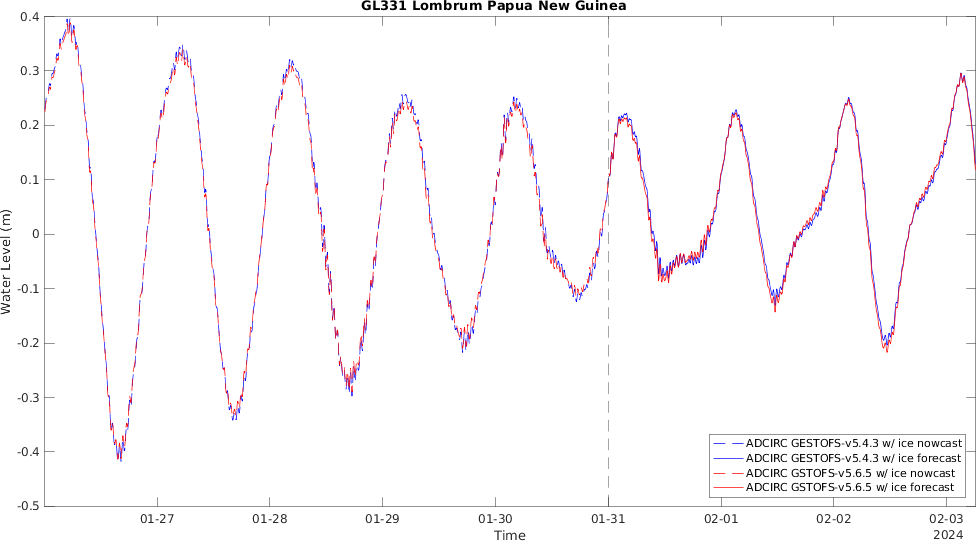 GL331 Lombrum Papua New Guinea
0.4
0.3
0.2
0.1
0
-0.1
-0.2
-0.3
-0.4
-0.5
Water Level (m)
01-27
01-28
01-29
01-30
01-31
02-01
02-02
02-03
2024
Time
ADCIRC GESTOFS-v5.4.3 w/ ice nowcast
ADCIRC GESTOFS-v5.4.3 w/ ice forecast
ADCIRC GSTOFS-v5.6.5 w/ ice nowcast
ADCIRC GSTOFS-v5.6.5 w/ ice forecast